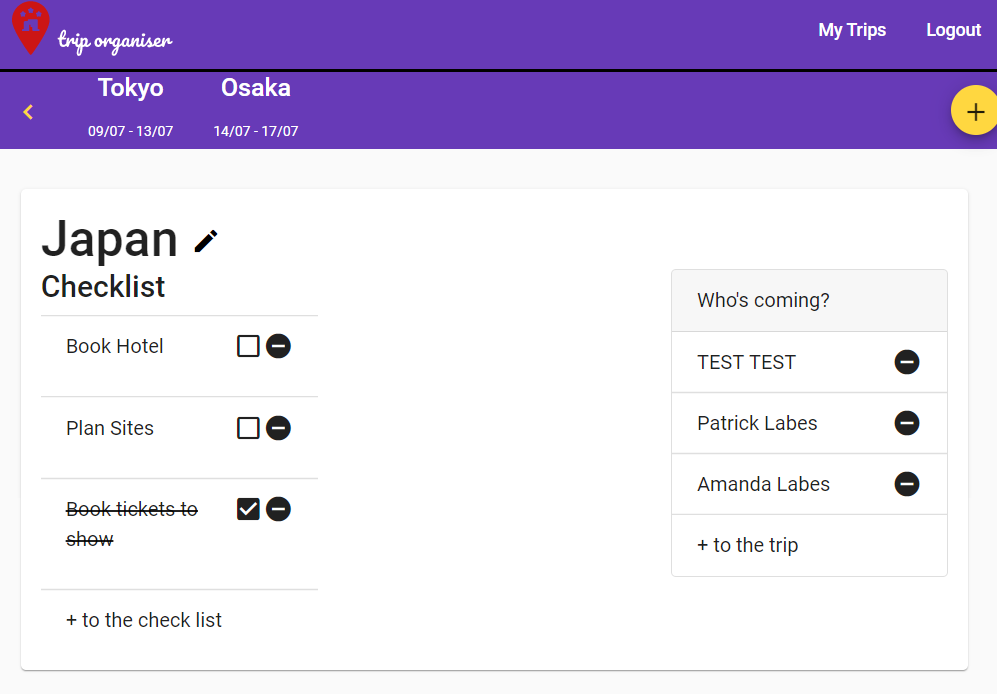 trip organiser
My Trips
Logout
Tokyo
Osaka
09/07 - 13/07
14/07 - 17/07
+
Japan
Checklist
Book Hotel
Plan Sites
Book tickets to
show
+ to the check list
Who's coming?
TEST TEST
Patrick Labes
Amanda Labes
+ to the trip